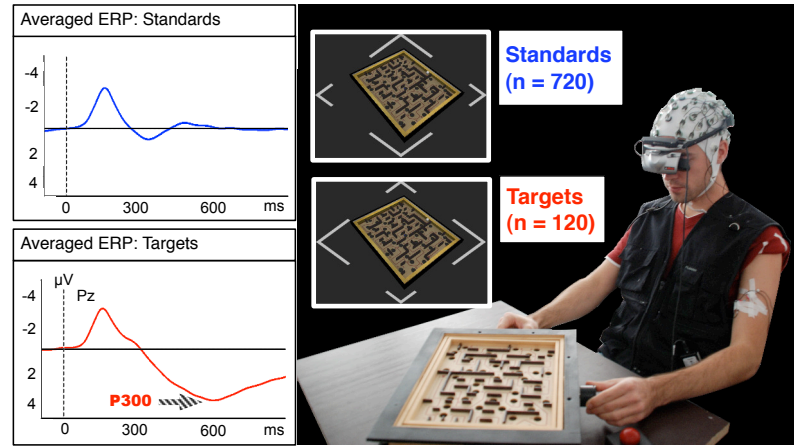 Averaged ERP: Standards
-4
-2
2
4
0 300 600 ms
Standards
(n = 720)
Averaged ERP: Targets
µV
Pz
-4
-2
2
4
P300
0 300 600 ms
Targets
(n = 120)